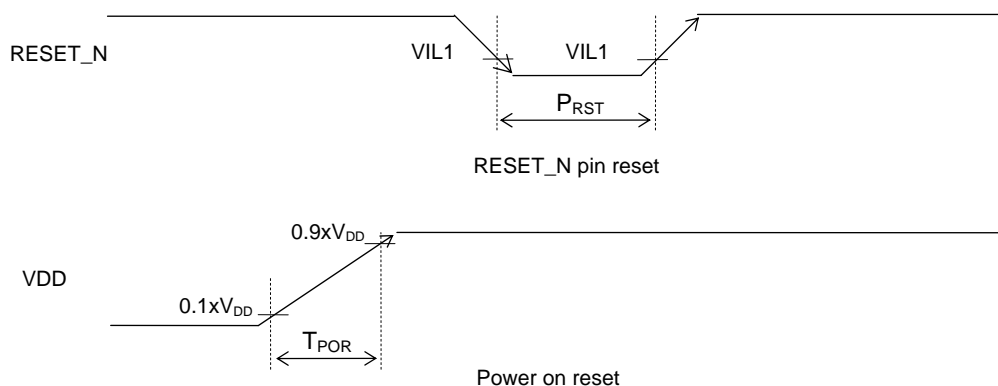 RESET_N
VIL1 VIL1
PRST
RESET_N pin reset
0.9xVDD
VDD
0.1xVDD
TPOR
Power on reset